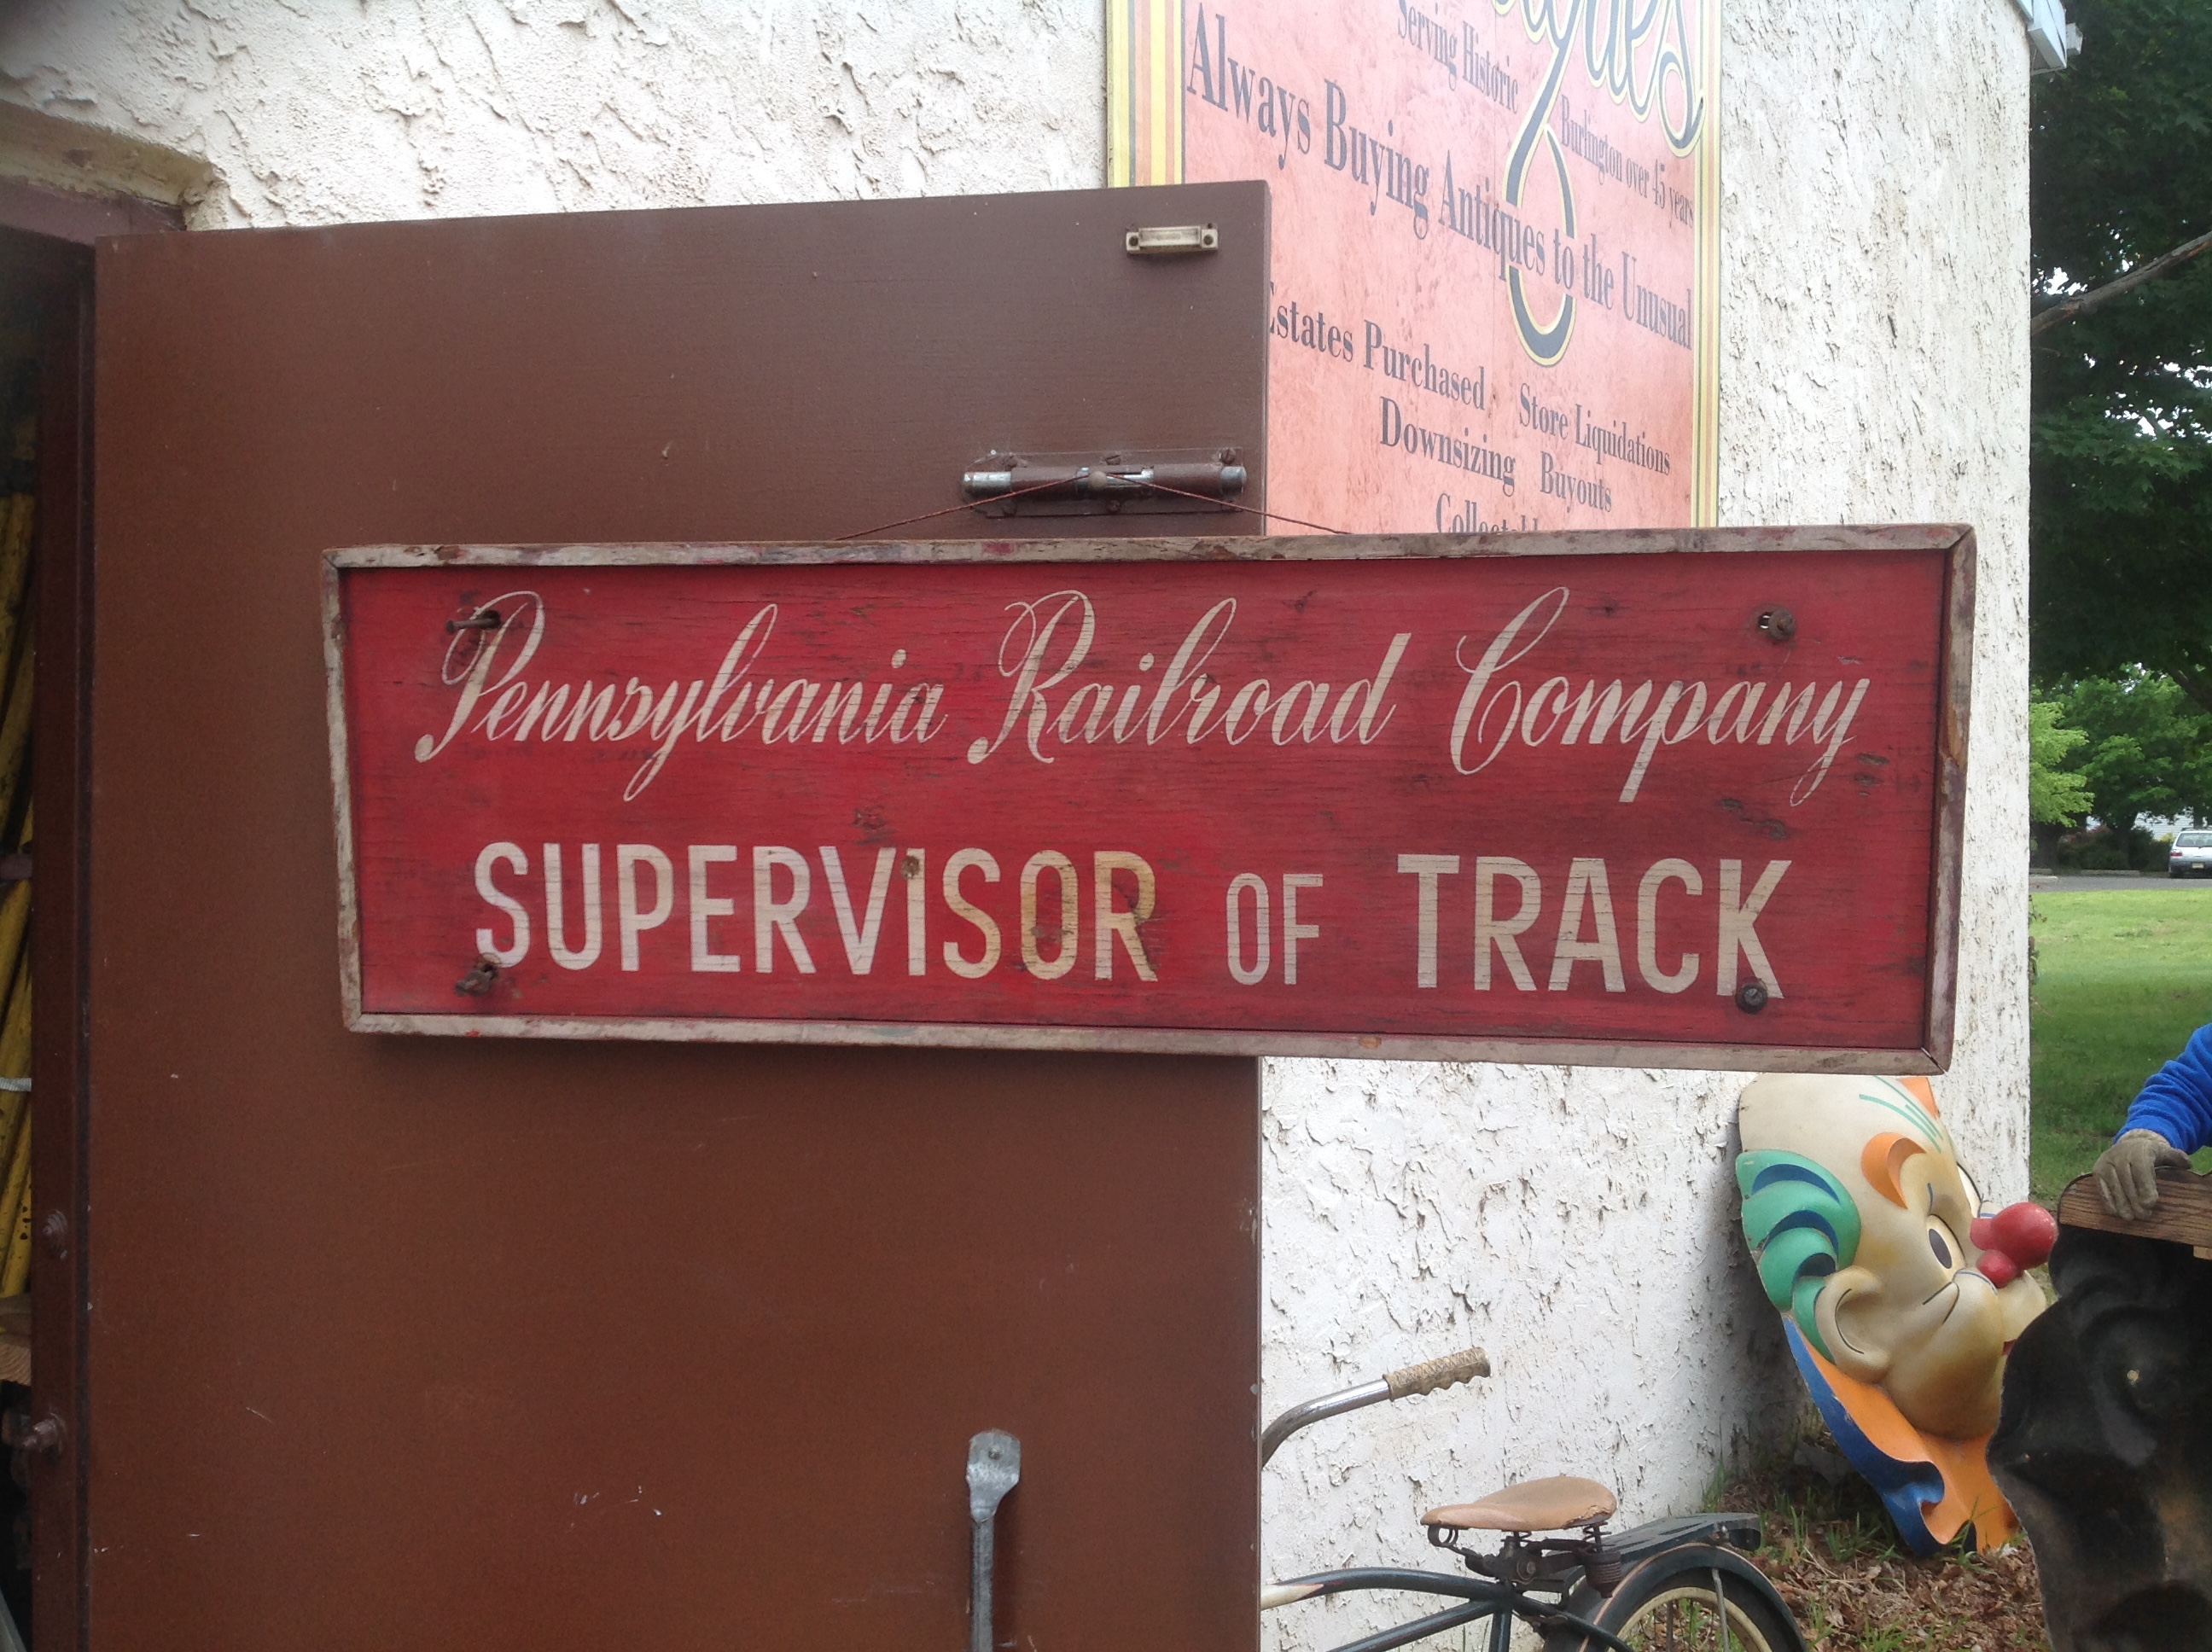 Serving Historic Burlington over 45 years
Always Buying Antiques to the Unusual
Estates Purchased Store Liquidations
Downsizing Buyouts
Pennsylvania Railroad Company
SUPERVISOR OF TRACK